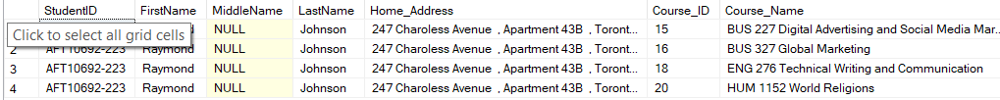 StudentID FirstName MiddleName LastName Home_Address Course_ID Course_Name
Click to select all grid cells Raymond NULL Johnson 247 Charoless Avenue , Apartment 43B , Toront... 15 BUS 227 Digital Advertising and Social Media Mar...
2 AFT10692-223 Raymond NULL Johnson 247 Charoless Avenue , Apartment 43B , Toront... 16 BUS 327 Global Marketing
3 AFT10692-223 Raymond NULL Johnson 247 Charoless Avenue , Apartment 43B , Toront... 18 ENG 276 Technical Writing and Communication
4 AFT10692-223 Raymond NULL Johnson 247 Charoless Avenue , Apartment 43B , Toront... 20 HUM 1152 World Religions